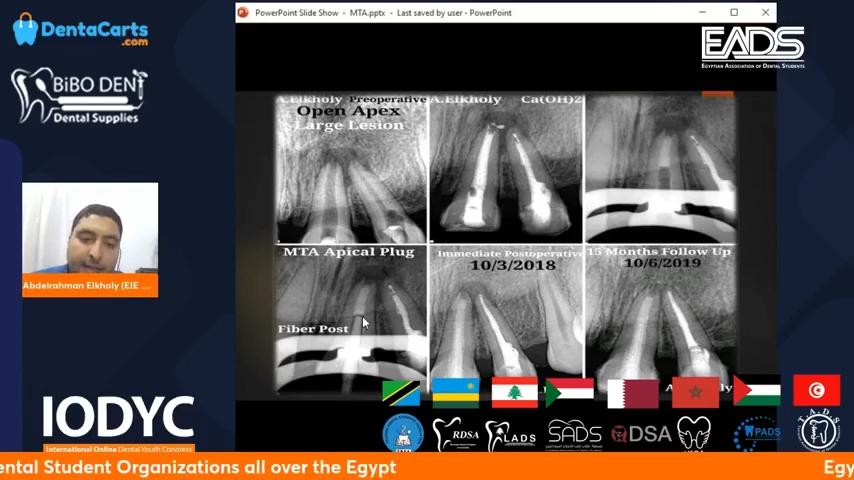 PowerPoint Slide Show - MTA.pptx - Last saved by user - PowerPoint
DentaCarts
.com
BiBO DENT
Dental Supplies
EADS
EGYPTIAN ASSOCIATION OF DENTAL STUDENTS
A.Elkholy Preoperative
Open Apex
Large Lesion
A.Elkholy Ca(OH)2
MTA Apical Plug
Fiber Post
Immediate Postoperative
10/3/2018
15 Months Follow Up
10/6/2019
Abdelrahman Elkholy (EIE ...
IODYC
International Online Dental Youth Congress
RDSA
LADS
SADS
DSA
PADS
T.A.D.S
ental Student Organizations all over the Egypt
Egy